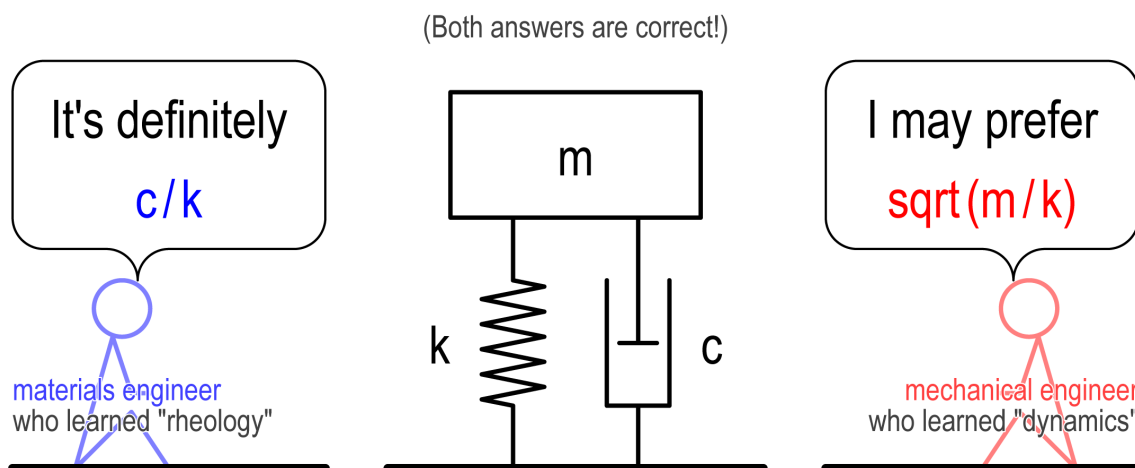 (Both answers are correct!)
It's definitely
c/k
materials engineer
who learned "rheology"
m
k
c
I may prefer
sqrt(m/k)
mechanical engineer
who learned "dynamics"